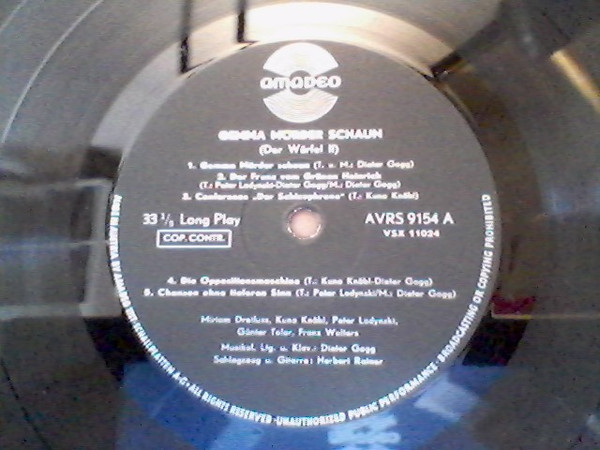 AMADEO
GEMMA MÖRDER SCHAUN
(Der Würfel II)
1. Gemma Mörder schaun (T. u. M.: Dieter Gogg)
2. Der Franz vom Grünen Heinrich
(T.: Peter Lodynski-Dieter Gogg/M.: Dieter Gogg)
3. Conference „Der Schizophrene" (T.: Kuno Knöbl)
33 1/3 Long Play
COP. CONTR.
AVRS 9154 A
VSX 11024
4. Die Oppositionsmaschine (T.: Kuno Knöbl-Dieter Gogg)
5. Chanson ohne tieferen Sinn (T.: Peter Lodynski/M.: Dieter Gogg)
Miriam Dreifuss, Kuno Knöbl, Peter Lodynski,
Günter Tolar, Franz Walters
Musikal. Ltg. u. Klav.: Dieter Gogg
Schlagzeug u. Gitarre: Herbert Rainer
SCHALLPLATTEN A.G. · ALL RIGHTS RESERVED · UNAUTHORIZED PUBLIC PERFORMANCE · BROADCASTING OR COPYING PROHIBITED